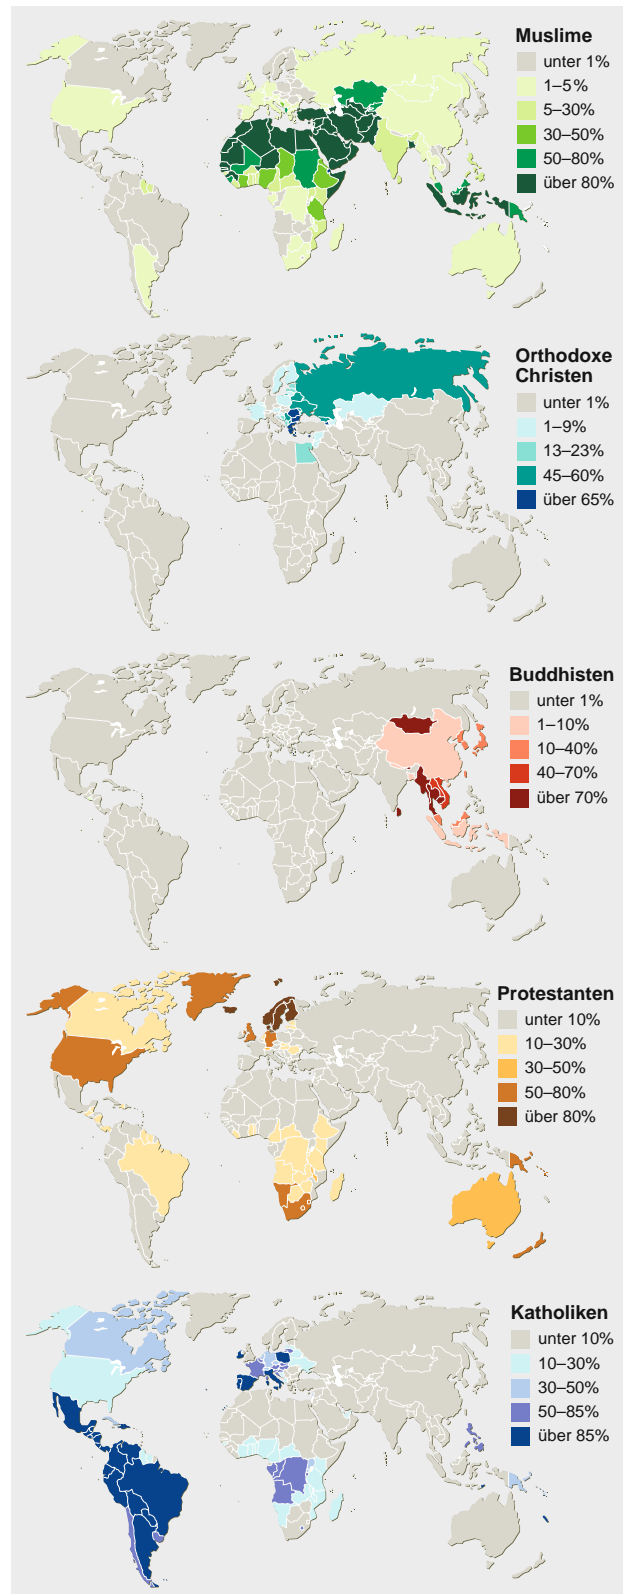 Muslime
unter 1%
1–5%
5–30%
30–50%
50–80%
über 80%
Orthodoxe
Christen
unter 1%
1–9%
13–23%
45–60%
über 65%
Buddhisten
unter 1%
1–10%
10–40%
40–70%
über 70%
Protestanten
unter 10%
10–30%
30–50%
50–80%
über 80%
Katholiken
unter 10%
10–30%
30–50%
50–85%
über 85%